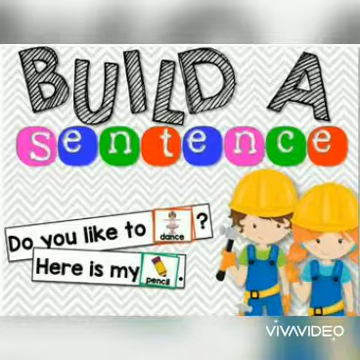 BUILD A
sentence
Do you like to dance ?
Here is my pencil .
VIVAVIDEO